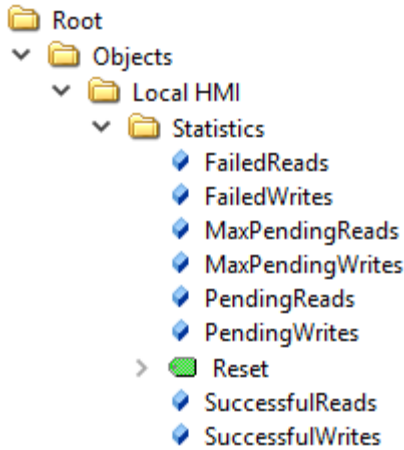 Root
Objects
Local HMI
Statistics
FailedReads
FailedWrites
MaxPendingReads
MaxPendingWrites
PendingReads
PendingWrites
Reset
SuccessfulReads
SuccessfulWrites